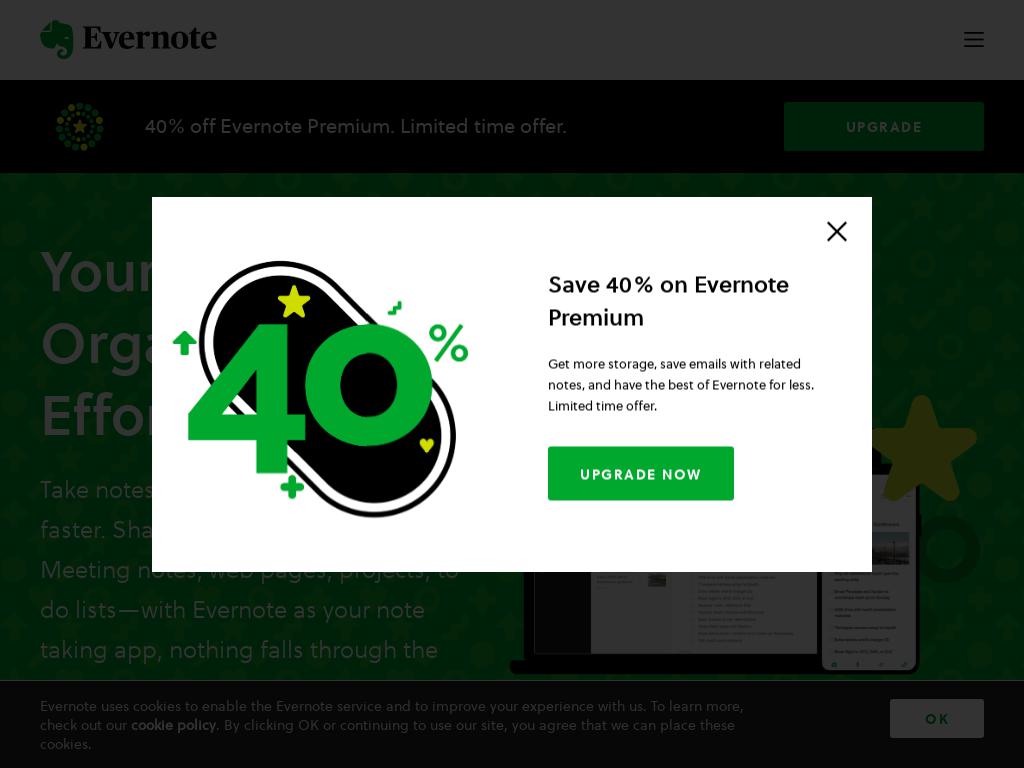 Evernote
40% off Evernote Premium. Limited time offer.
UPGRADE
Your
Effor
Take notes
faster. Sha
Meeting notes, web pages, projects, to
do lists—with Evernote as your note
taking app, nothing falls through the
40%
Save 40% on Evernote
Premium
Get more storage, save emails with related
notes, and have the best of Evernote for less.
Limited time offer.
UPGRADE NOW
Evernote uses cookies to enable the Evernote service and to improve your experience with us. To learn more,
check out our cookie policy. By clicking OK or continuing to use our site, you agree that we can place these
cookies.
OK